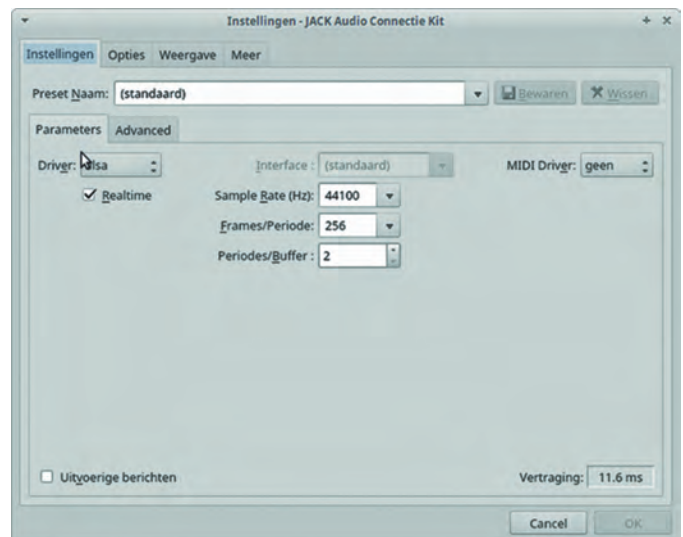 Instellingen - JACK Audio Connectie Kit
Instellingen Opties Weergave Meer
Preset Naam: (standaard) Bewaren Wissen
Parameters Advanced
Driver: alsa Interface : (standaard) MIDI Driver: geen
Realtime Sample Rate (Hz): 44100
Frames/Periode: 256
Periodes/Buffer : 2
Uitvoerige berichten Vertraging: 11.6 ms
Cancel OK